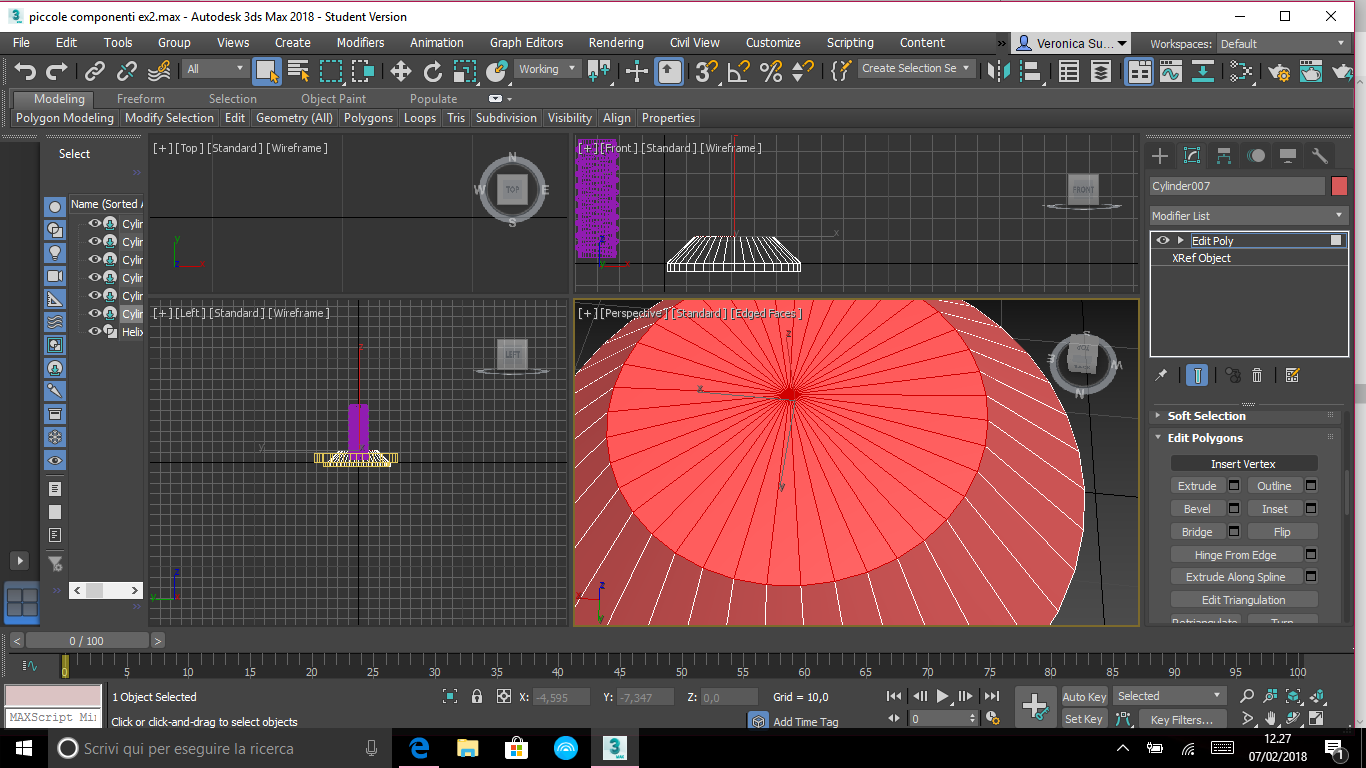 piccole componenti ex2.max - Autodesk 3ds Max 2018 - Student Version
File Edit Tools Group Views Create Modifiers Animation Graph Editors Rendering Civil View Customize Scripting Content » Veronica Su... Workspaces: Default
All Working Create Selection Se
Modeling Freeform Selection Object Paint Populate
Polygon Modeling Modify Selection Edit Geometry (All) Polygons Loops Tris Subdivision Visibility Align Properties
Select
»
Name (Sorted A
Cylin
Cylin
Cylin
Cylin
Cylin
Cylin
Helix
[+] [Top] [Standard] [Wireframe]
N
W TOP E
S
y
z x
[+] [Front] [Standard] [Wireframe]
FRONT
x
[+] [Left] [Standard] [Wireframe]
LEFT
y
z
y
[+] [Perspective] [Standard] [Edged Faces]
S
E W
N
z
x
y
z
Cylinder007
Modifier List
Edit Poly
XRef Object
Soft Selection
Edit Polygons
Insert Vertex
Extrude Outline
Bevel Inset
Bridge Flip
Hinge From Edge
Extrude Along Spline
Edit Triangulation
Retriangulate Turn
< 0 / 100 >
0 5 10 15 20 25 30 35 40 45 50 55 60 65 70 75 80 85 90 95 100
1 Object Selected X: -4,595 Y: -7,347 Z: 0,0 Grid = 10,0 Auto Key Selected
MAXScript Mi
Click or click-and-drag to select objects Add Time Tag 0 Set Key Key Filters...
Scrivi qui per eseguire la ricerca
3
MAX
12.27
07/02/2018
1